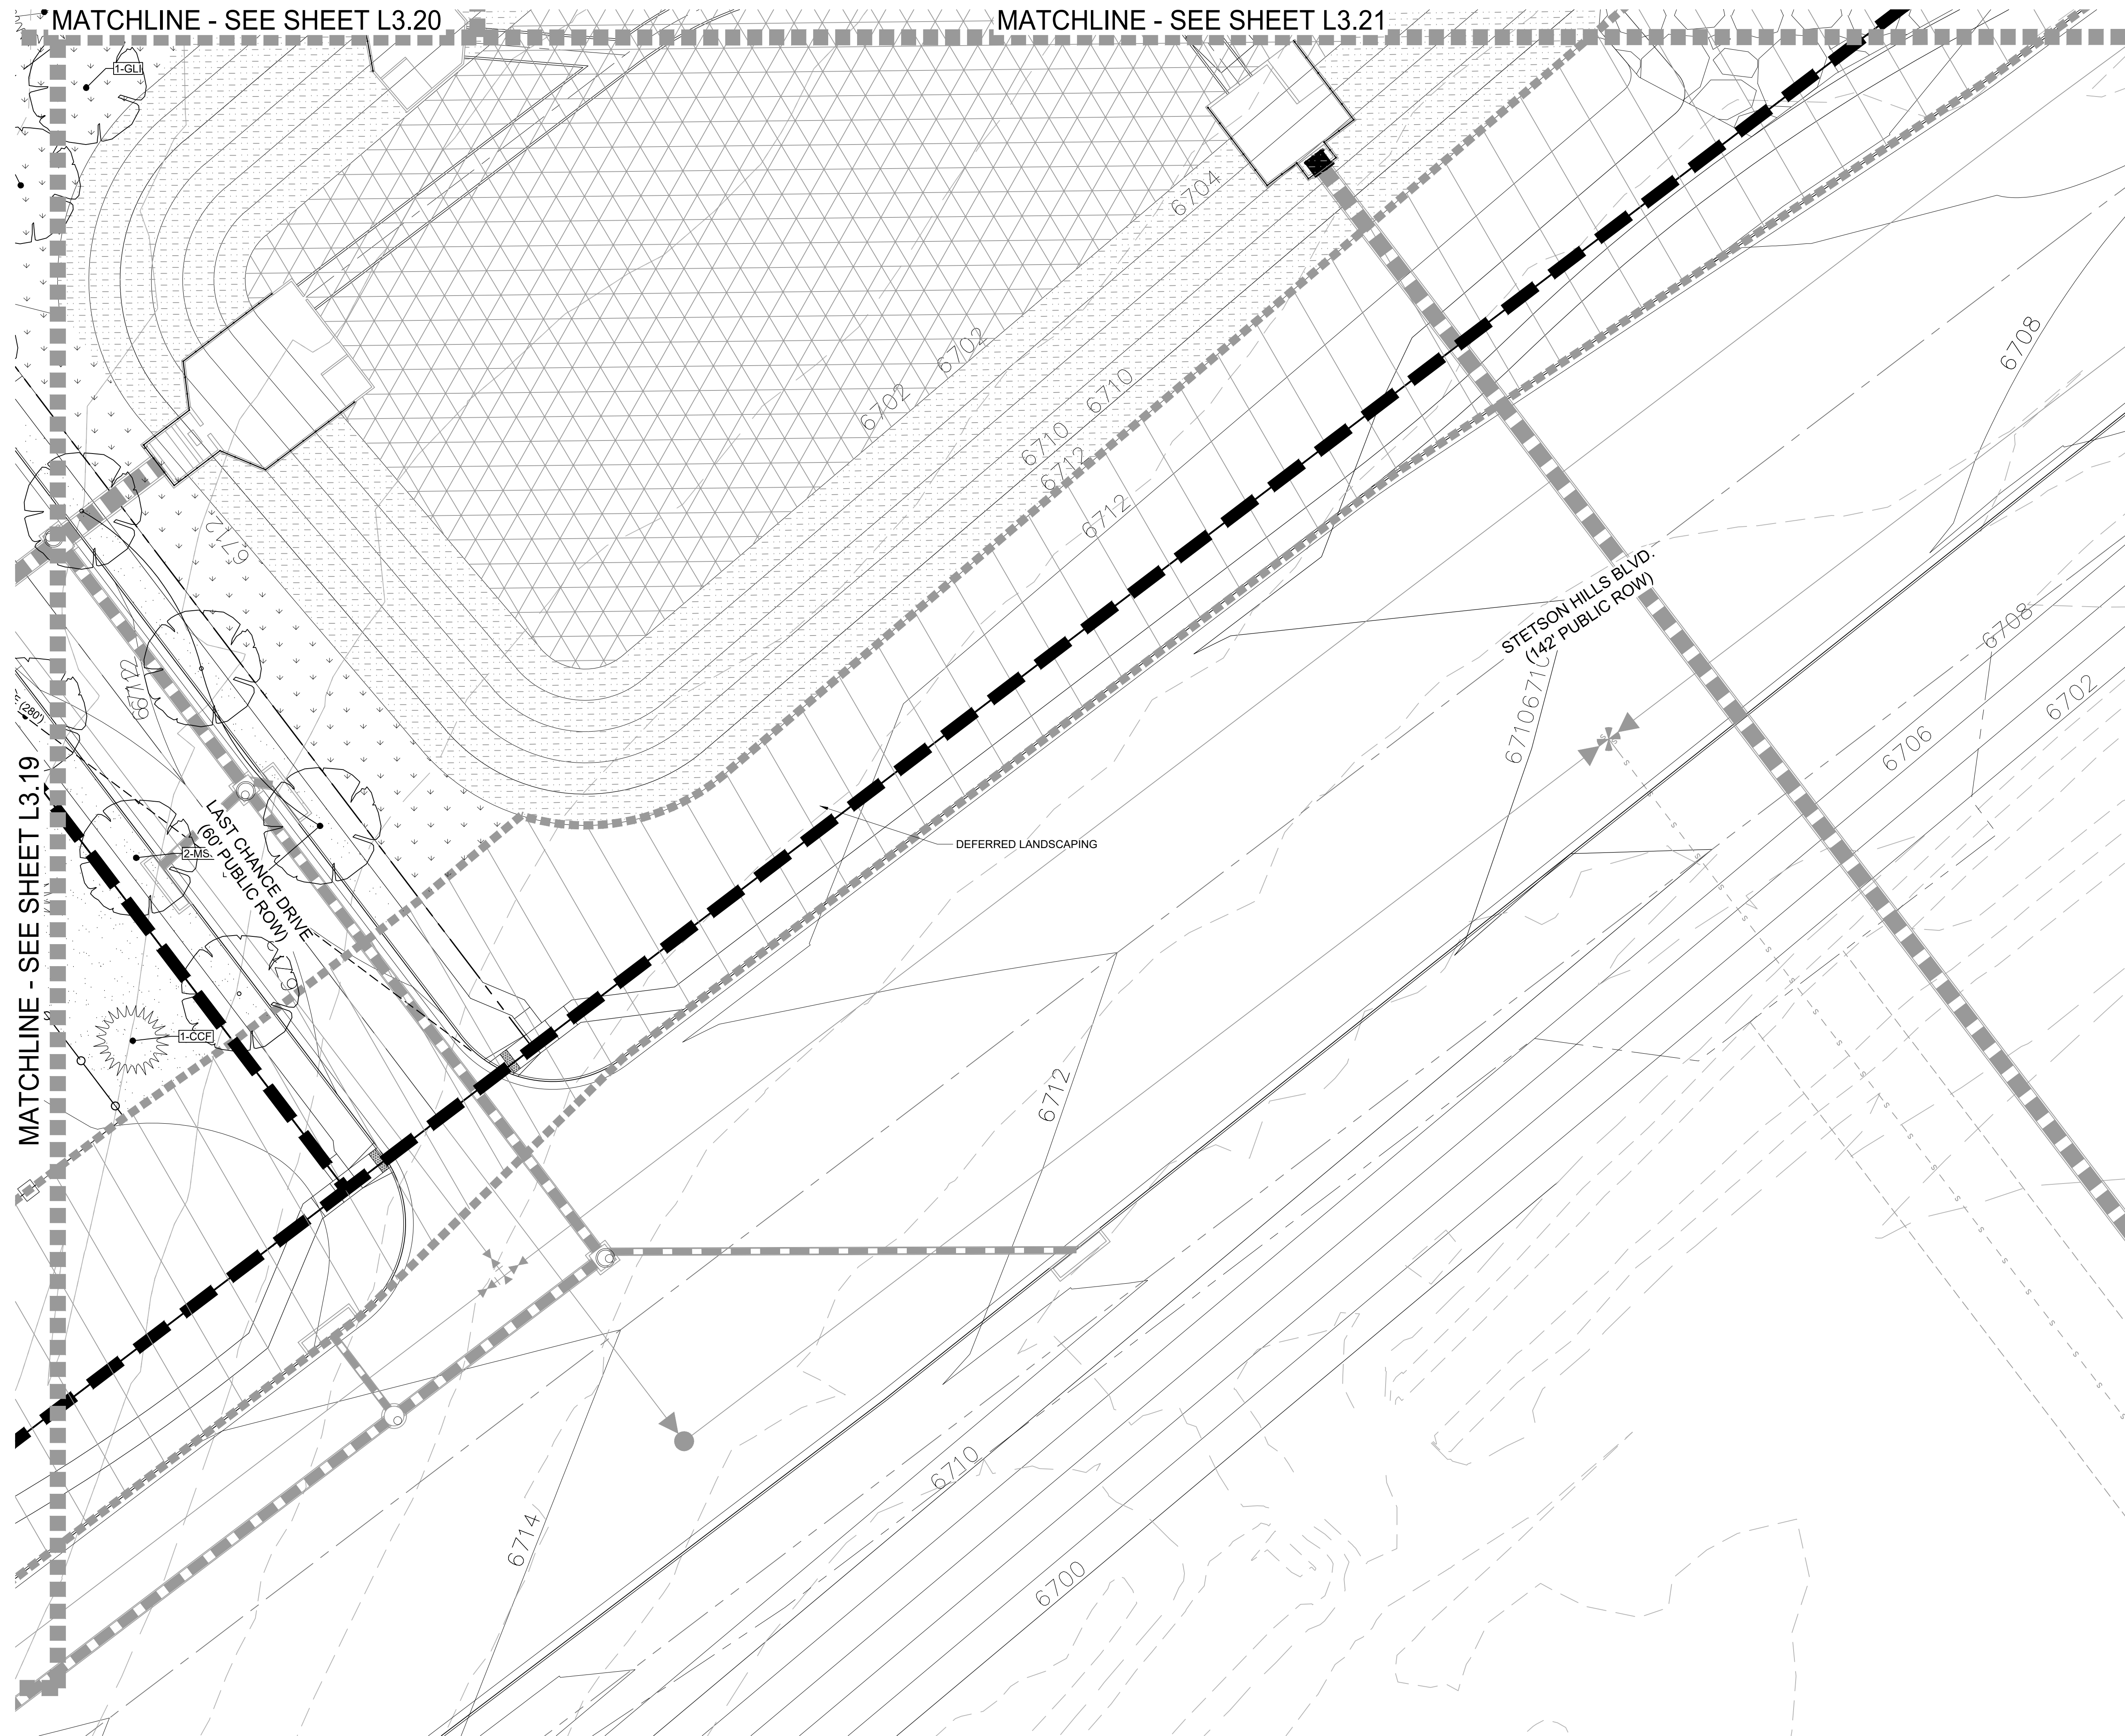 MATCHLINE - SEE SHEET L3.20
MATCHLINE - SEE SHEET L3.21
1-GLI
6704
6708
6702
6702
6710
6710
6712
6712
6712
STETSON HILLS BLVD.
(142' PUBLIC ROW)
6708
6712
(280')
6710
6702
6706
MATCHLINE - SEE SHEET L3.19
LAST CHANCE DRIVE
(60' PUBLIC ROW)
2-MS
DEFERRED LANDSCAPING
1-CCF
6712
6710
6714
6700
S
S
S
S
S
S
S
S
S
S
S
S
S
S